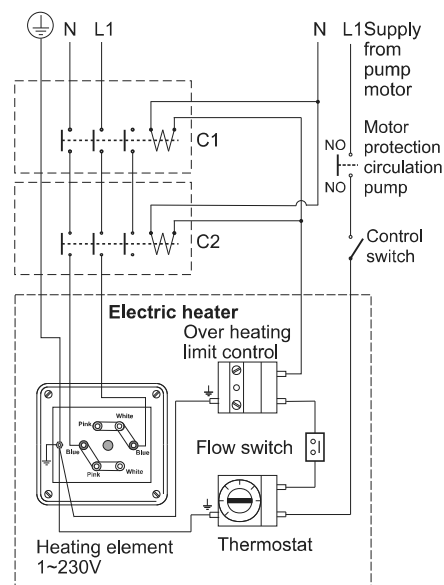 N L1
N L1 Supply
from
pump
motor
C1
NO
NO
Motor
protection
circulation
pump
C2
Control
switch
Electric heater
Over heating
limit control
White
Pink
Blue
Blue
Pink
White
Flow switch
Heating element
1~230V
Thermostat